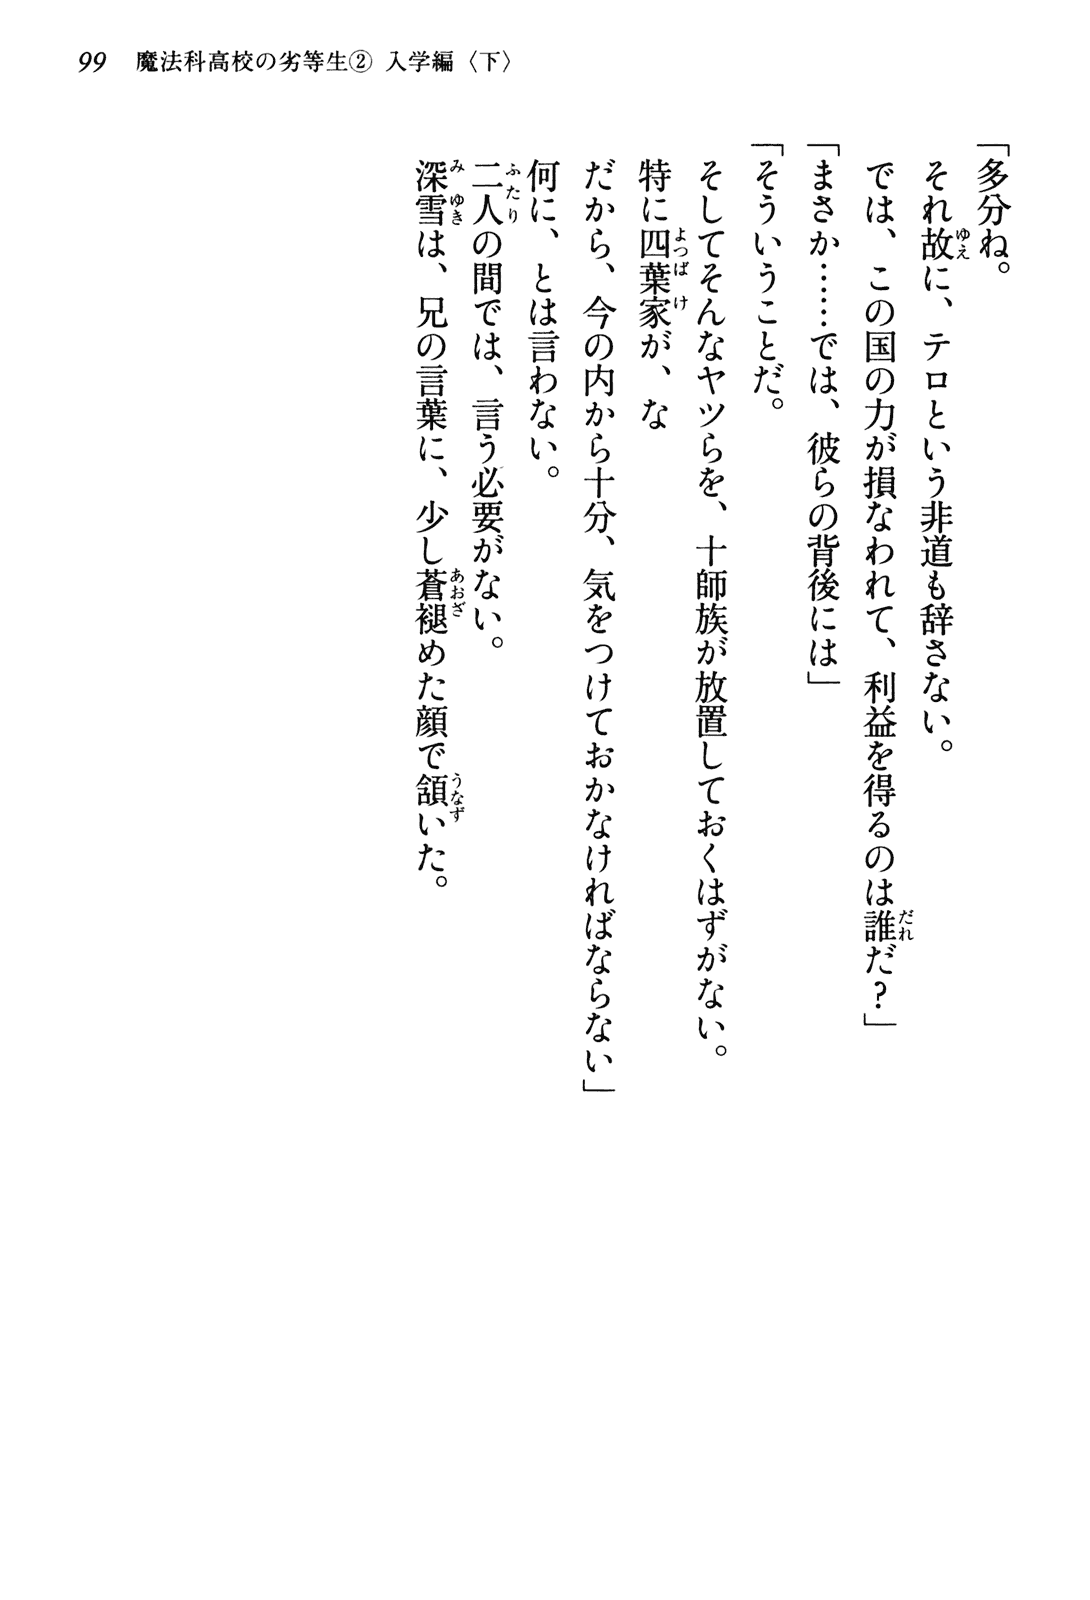 99 魔法科高校の劣等生② 入学編〈下〉
「多分ね。
それ故に、テロという非道も辞さない。
では、この国の力が損なわれて、利益を得るのは誰だ？」
「まさか……では、彼らの背後には」
「そういうことだ。
そしてそんなヤツらを、十師族が放置しておくはずがない。
特に四葉家が、な
だから、今の内から十分、気をつけておかなければならない」
何に、とは言わない。
二人の間では、言う必要がない。
深雪は、兄の言葉に、少し蒼褪めた顔で頷いた。